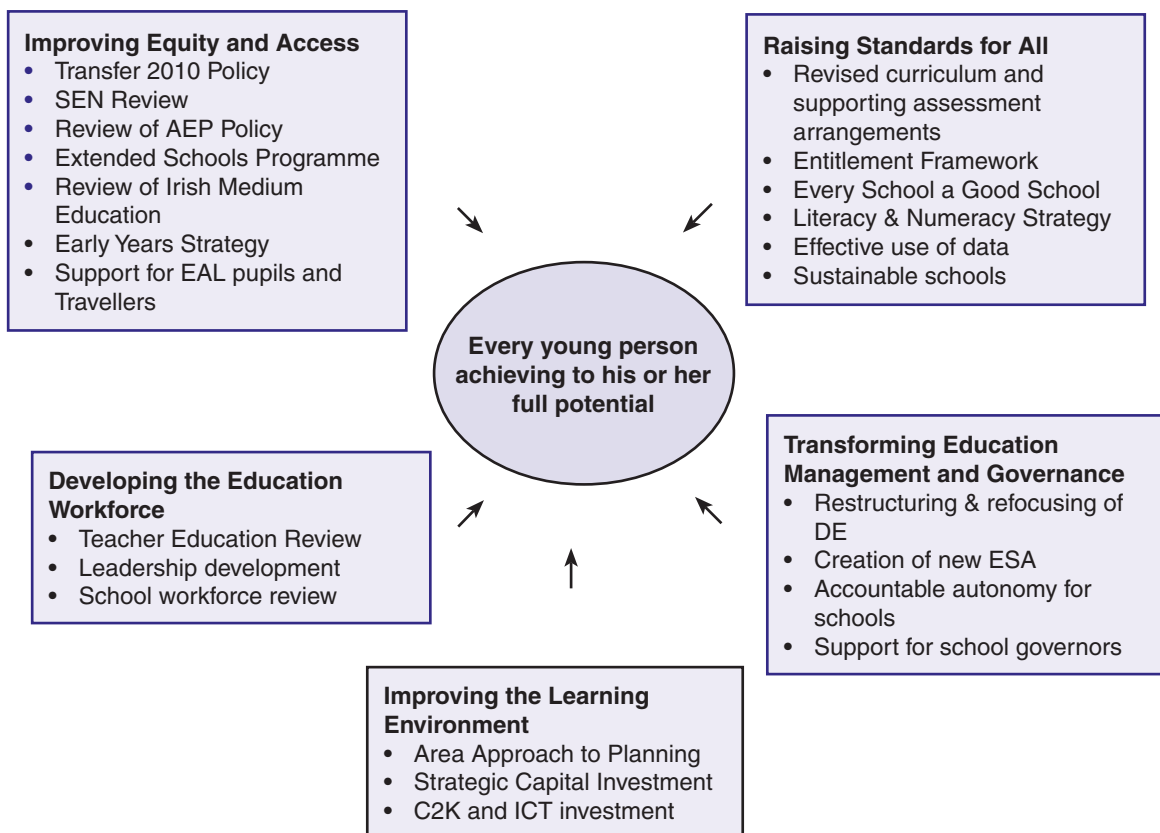 Improving Equity and Access
• Transfer 2010 Policy
• SEN Review
• Review of AEP Policy
• Extended Schools Programme
• Review of Irish Medium
Education
• Early Years Strategy
• Support for EAL pupils and
Travellers
Raising Standards for All
• Revised curriculum and
supporting assessment
arrangements
• Entitlement Framework
• Every School a Good School
• Literacy & Numeracy Strategy
• Effective use of data
• Sustainable schools
Every young person
achieving to his or her
full potential
Developing the Education
Workforce
• Teacher Education Review
• Leadership development
• School workforce review
Transforming Education
Management and Governance
• Restructuring & refocusing of
DE
• Creation of new ESA
• Accountable autonomy for
schools
• Support for school governors
Improving the Learning
Environment
• Area Approach to Planning
• Strategic Capital Investment
• C2K and ICT investment